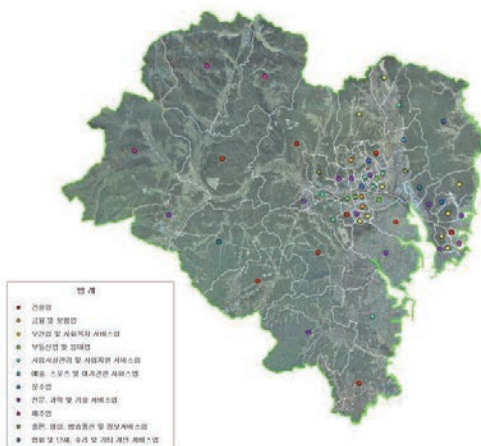 범 례
건설업
금융 및 보험업
보건업 및 사회복지 서비스업
부동산업 및 임대업
사업시설관리 및 사업지원 서비스업
예술, 스포츠 및 여가관련 서비스업
운수업
전문, 과학 및 기술 서비스업
제조업
출판, 영상, 방송통신 및 정보서비스업
협회 및 단체, 수리 및 기타 개인 서비스업